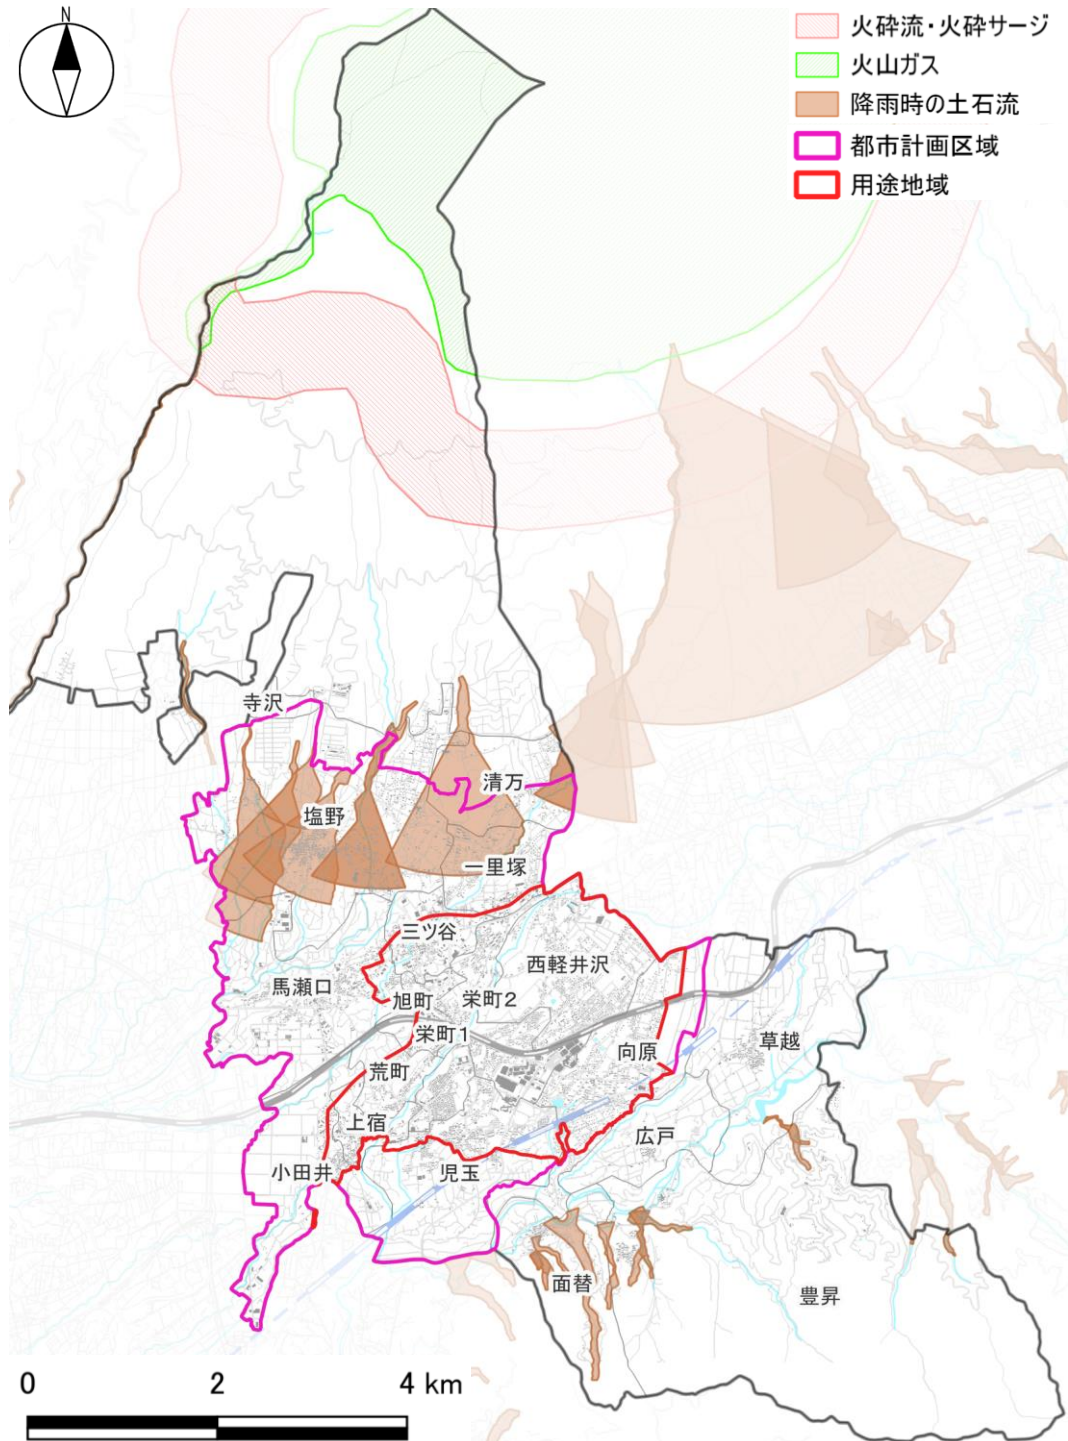 N
火砕流・火砕サージ
火山ガス
降雨時の土石流
都市計画区域
用途地域
寺沢
清万
塩野
一里塚
三ツ谷
西軽井沢
馬瀬口
旭町
栄町2
栄町1
向原
草越
荒町
上宿
広戸
小田井
児玉
面替
豊昇
0 2 4 km